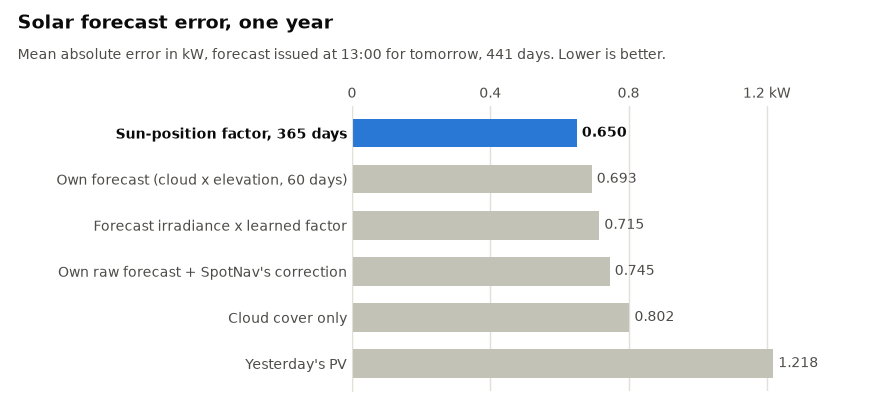 Solar forecast error, one year
Mean absolute error in kW, forecast issued at 13:00 for tomorrow, 441 days. Lower is better.
0 0.4 0.8 1.2 kW
Sun-position factor, 365 days 0.650
Own forecast (cloud x elevation, 60 days) 0.693
Forecast irradiance x learned factor 0.715
Own raw forecast + SpotNav's correction 0.745
Cloud cover only 0.802
Yesterday's PV 1.218